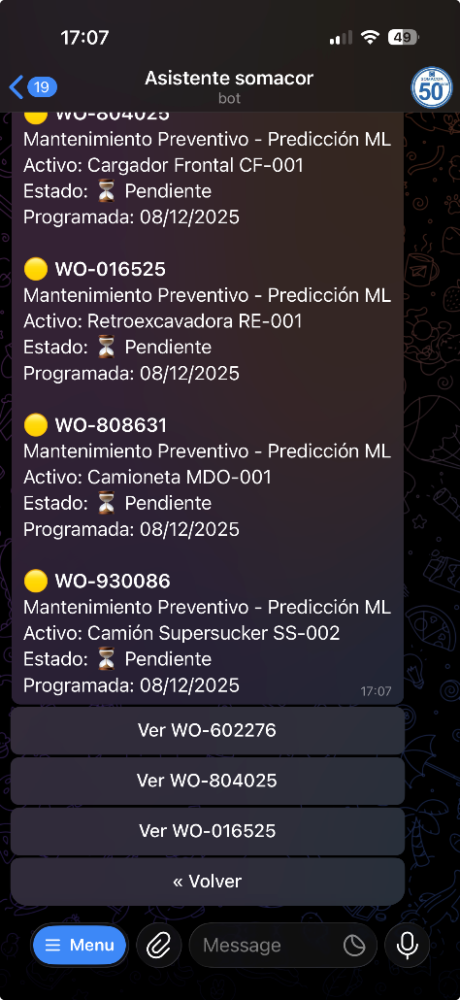 17:07
49
19
Asistente somacor
bot
SOMACOR
50
WO-804025
Mantenimiento Preventivo - Predicción ML
Activo: Cargador Frontal CF-001
Estado: ⏳ Pendiente
Programada: 08/12/2025
🟡 WO-016525
Mantenimiento Preventivo - Predicción ML
Activo: Retroexcavadora RE-001
Estado: ⏳ Pendiente
Programada: 08/12/2025
🟡 WO-808631
Mantenimiento Preventivo - Predicción ML
Activo: Camioneta MDO-001
Estado: ⏳ Pendiente
Programada: 08/12/2025
🟡 WO-930086
Mantenimiento Preventivo - Predicción ML
Activo: Camión Supersucker SS-002
Estado: ⏳ Pendiente
Programada: 08/12/2025
17:07
Ver WO-602276
Ver WO-804025
Ver WO-016525
« Volver
Menu
Message